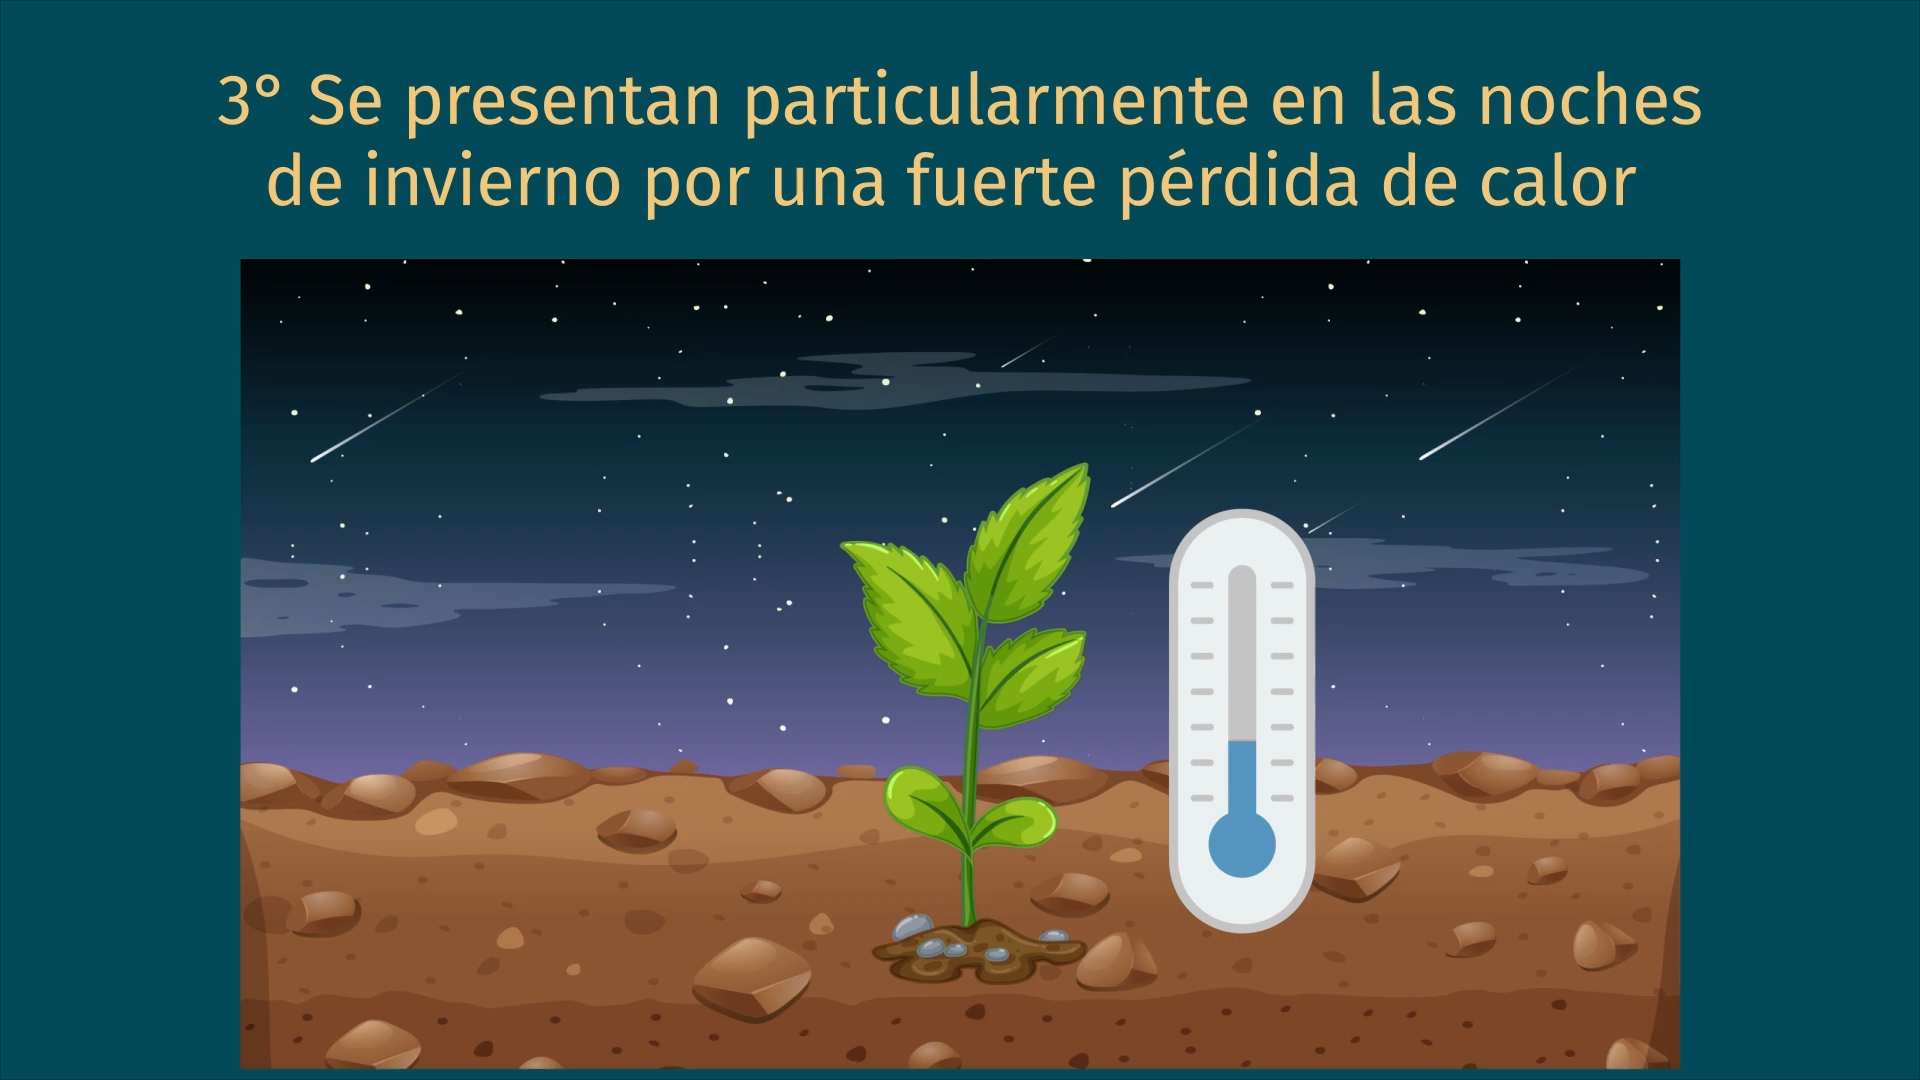 3° Se presentan particularmente en las noches
de invierno por una fuerte pérdida de calor